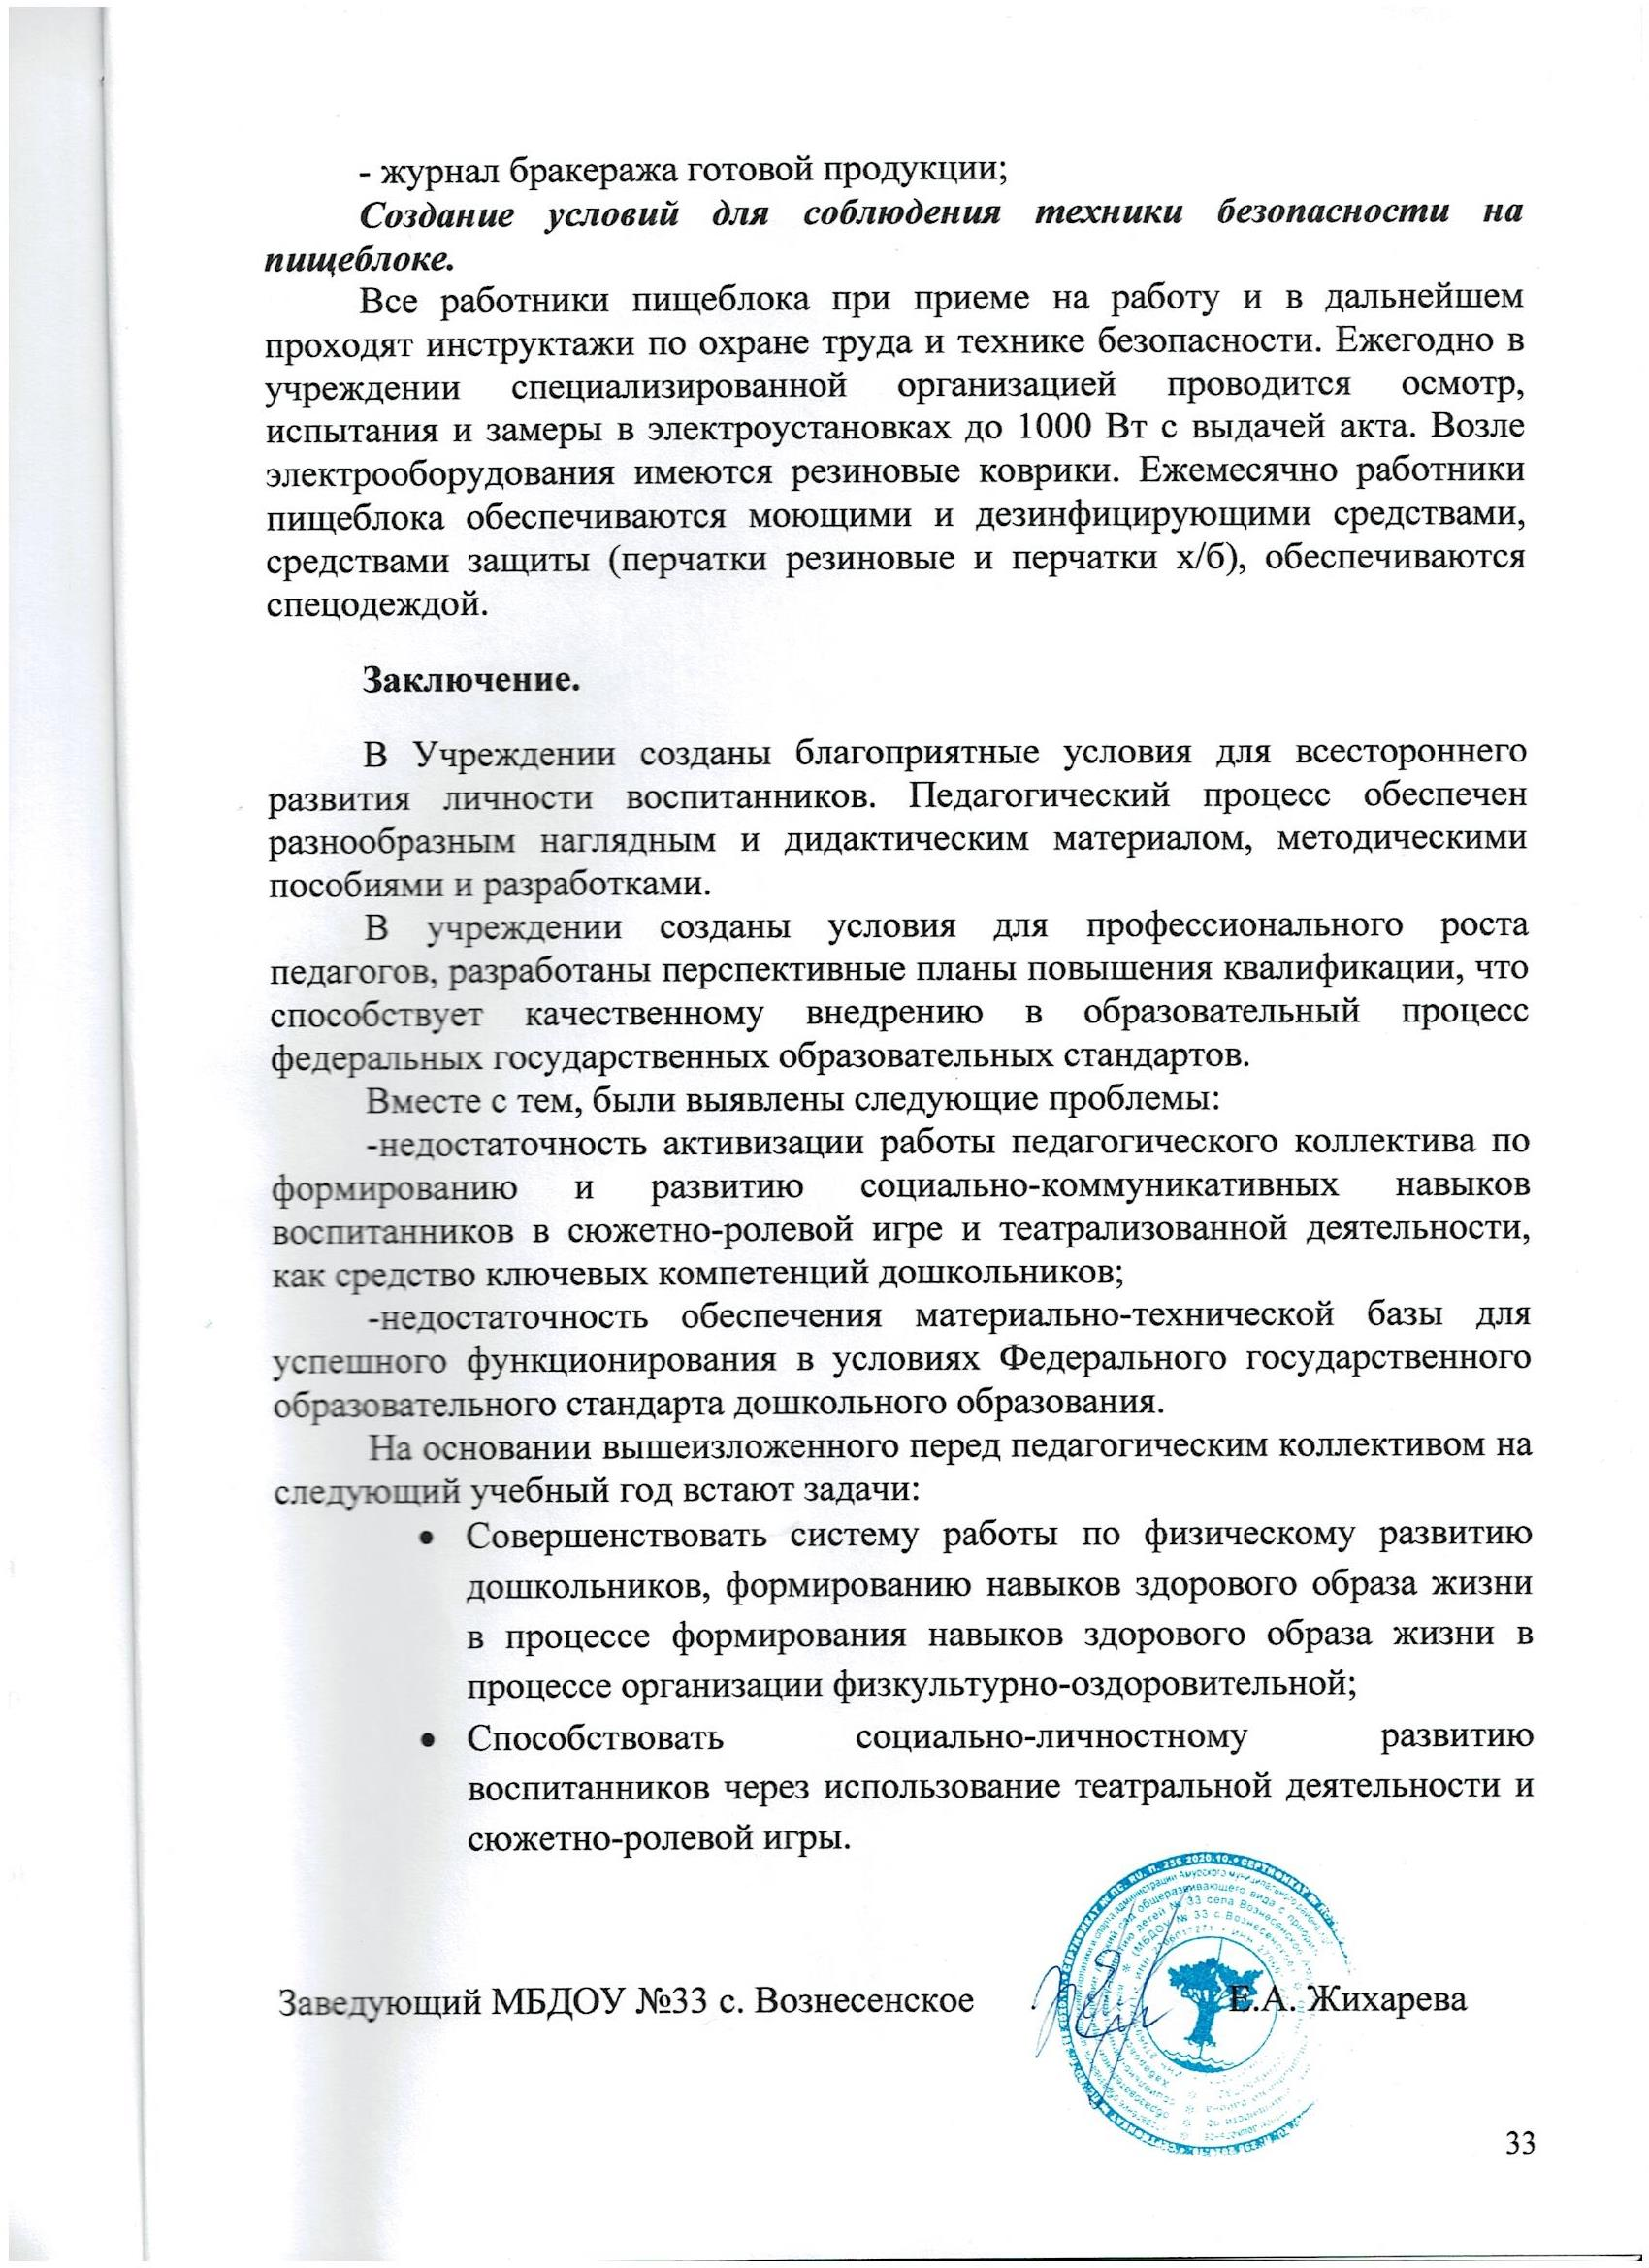 - журнал бракеража готовой продукции;
Создание условий для соблюдения техники безопасности на
пищеблоке.
Все работники пищеблока при приеме на работу и в дальнейшем
проходят инструктажи по охране труда и технике безопасности. Ежегодно в
учреждении специализированной организацией проводится осмотр,
испытания и замеры в электроустановках до 1000 Вт с выдачей акта. Возле
электрооборудования имеются резиновые коврики. Ежемесячно работники
пищеблока обеспечиваются моющими и дезинфицирующими средствами,
средствами защиты (перчатки резиновые и перчатки х/б), обеспечиваются
спецодеждой.
Заключение.
В Учреждении созданы благоприятные условия для всестороннего
развития личности воспитанников. Педагогический процесс обеспечен
разнообразным наглядным и дидактическим материалом, методическими
пособиями и разработками.
В учреждении созданы условия для профессионального роста
педагогов, разработаны перспективные планы повышения квалификации, что
способствует качественному внедрению в образовательный процесс
федеральных государственных образовательных стандартов.
Вместе с тем, были выявлены следующие проблемы:
-недостаточность активизации работы педагогического коллектива по
формированию и развитию социально-коммуникативных навыков
воспитанников в сюжетно-ролевой игре и театрализованной деятельности,
как средство ключевых компетенций дошкольников;
-недостаточность обеспечения материально-технической базы для
успешного функционирования в условиях Федерального государственного
образовательного стандарта дошкольного образования.
На основании вышеизложенного перед педагогическим коллективом на
следующий учебный год встают задачи:
• Совершенствовать систему работы по физическому развитию
дошкольников, формированию навыков здорового образа жизни
в процессе формирования навыков здорового образа жизни в
процессе организации физкультурно-оздоровительной;
• Способствовать социально-личностному развитию
воспитанников через использование театральной деятельности и
сюжетно-ролевой игры.
Заведующий МБДОУ №33 с. Вознесенское Е.А. Жихарева
33